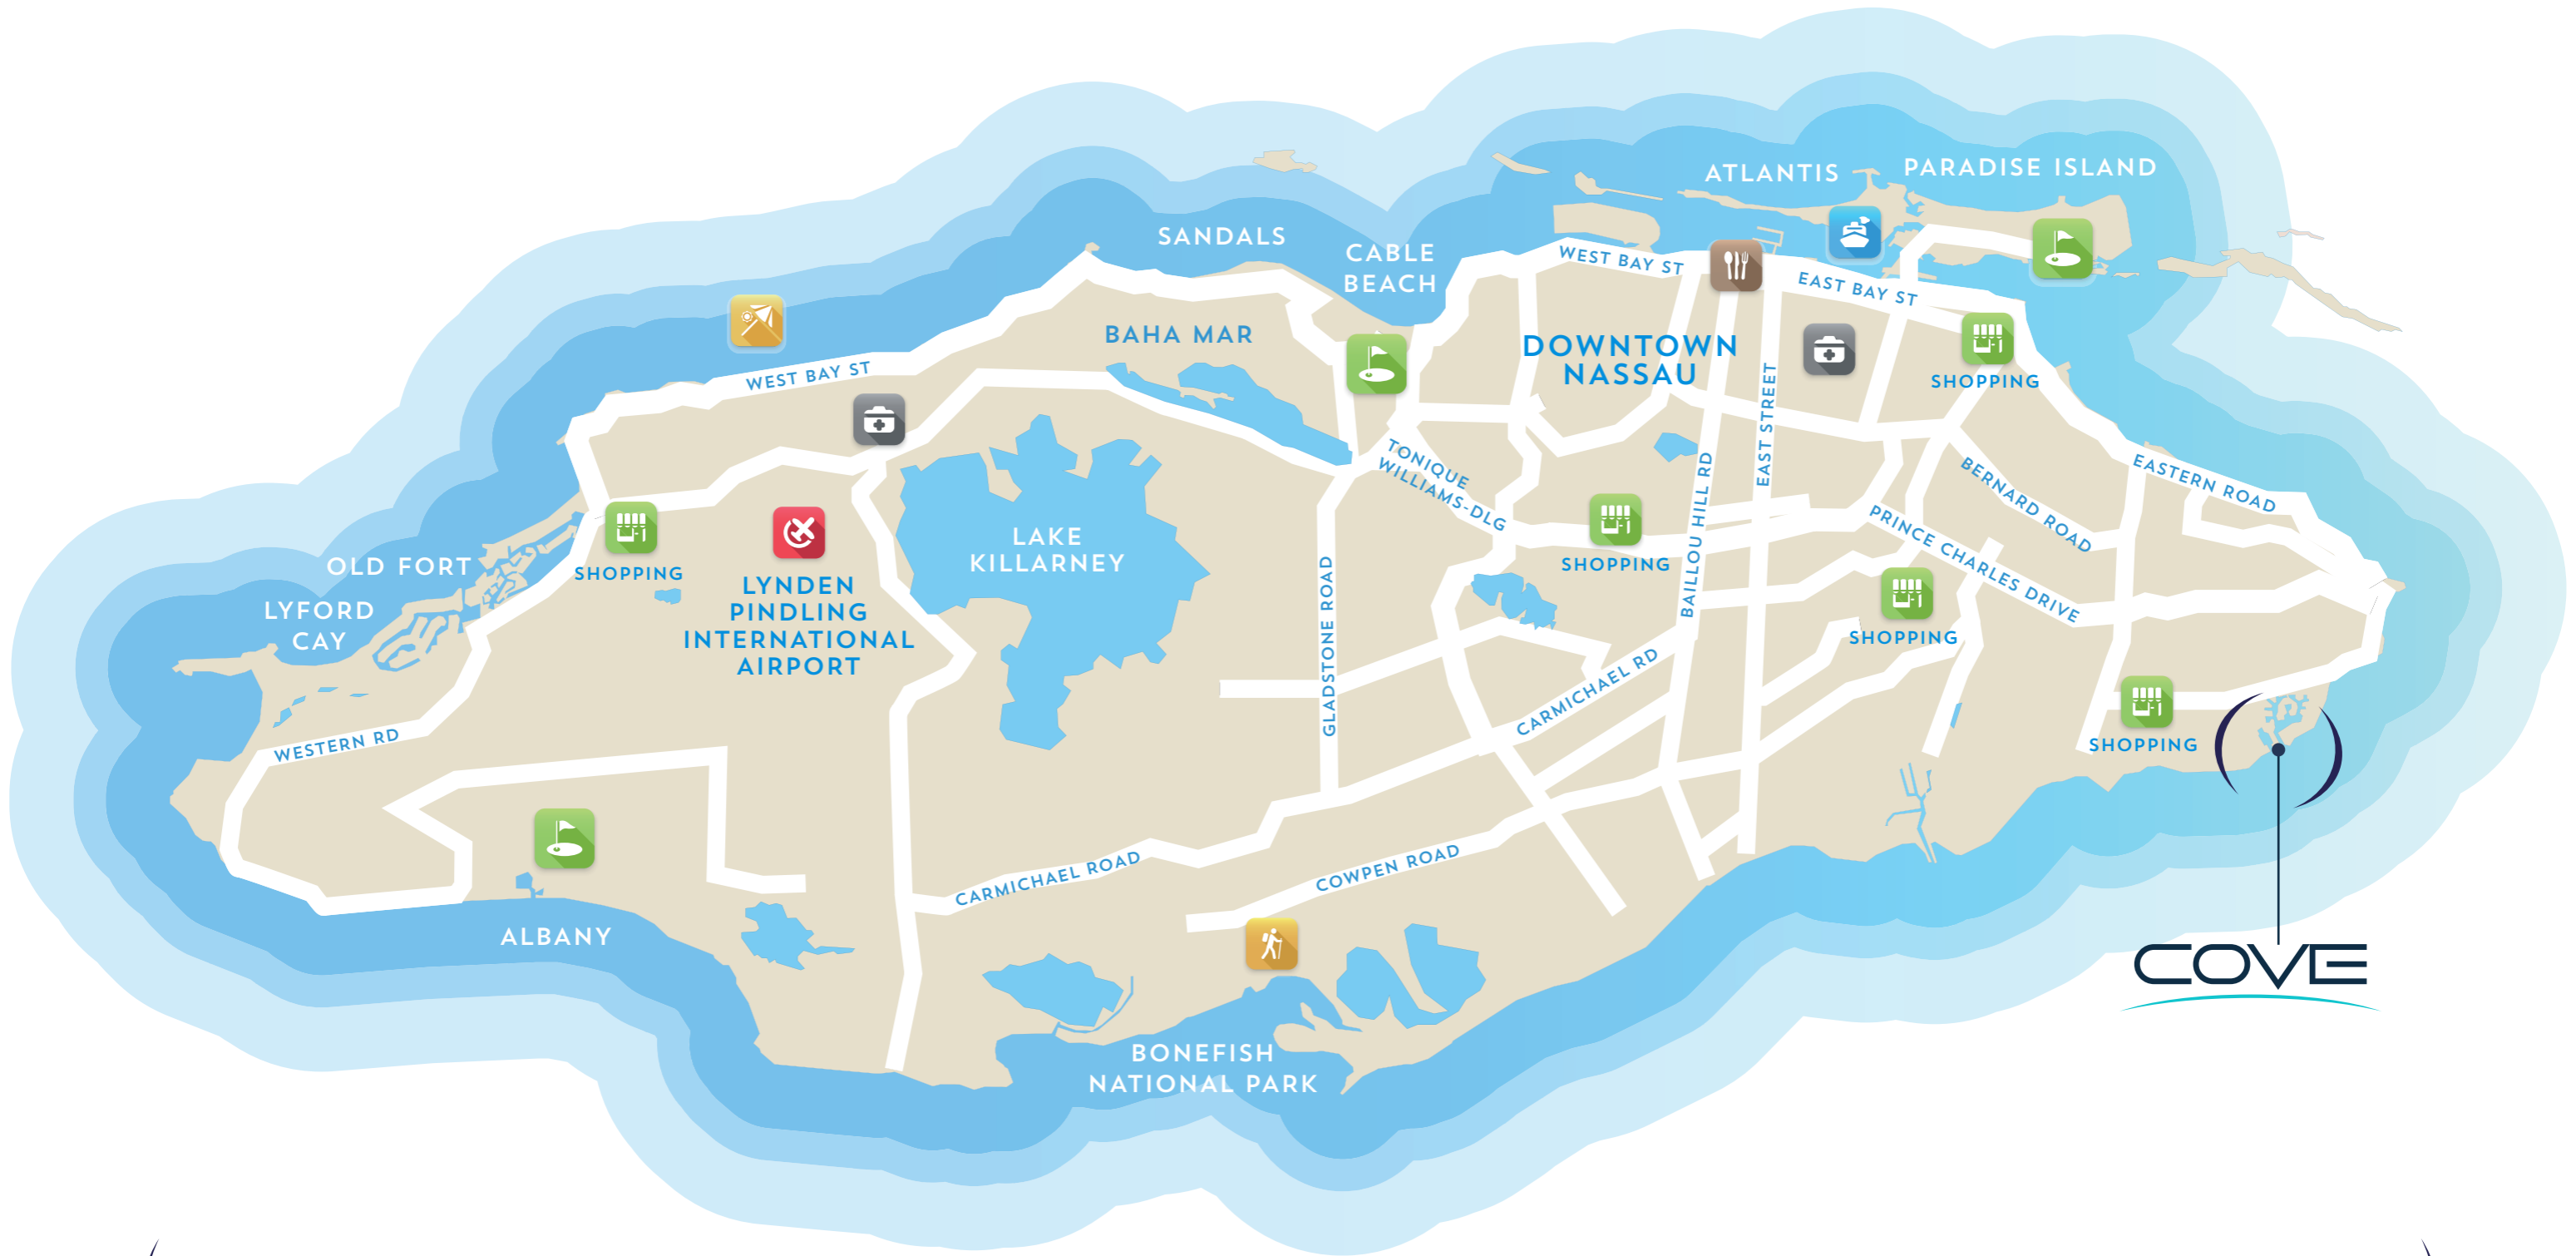 ATLANTIS
PARADISE ISLAND
SANDALS
CABLE
BEACH
WEST BAY ST
EAST BAY ST
BAHA MAR
DOWNTOWN
NASSAU
WEST BAY ST
SHOPPING
EAST STREET
TONIQUE
WILLIAMS-DLG
BAILLOU HILL RD
BERNARD ROAD
EASTERN ROAD
PRINCE CHARLES DRIVE
LAKE
KILLARNEY
OLD FORT
SHOPPING
SHOPPING
LYFORD
CAY
LYNDEN
PINDLING
INTERNATIONAL
AIRPORT
GLADSTONE ROAD
SHOPPING
CARMICHAEL RD
WESTERN RD
SHOPPING
CARMICHAEL ROAD
COWPEN ROAD
ALBANY
COVE
BONEFISH
NATIONAL PARK